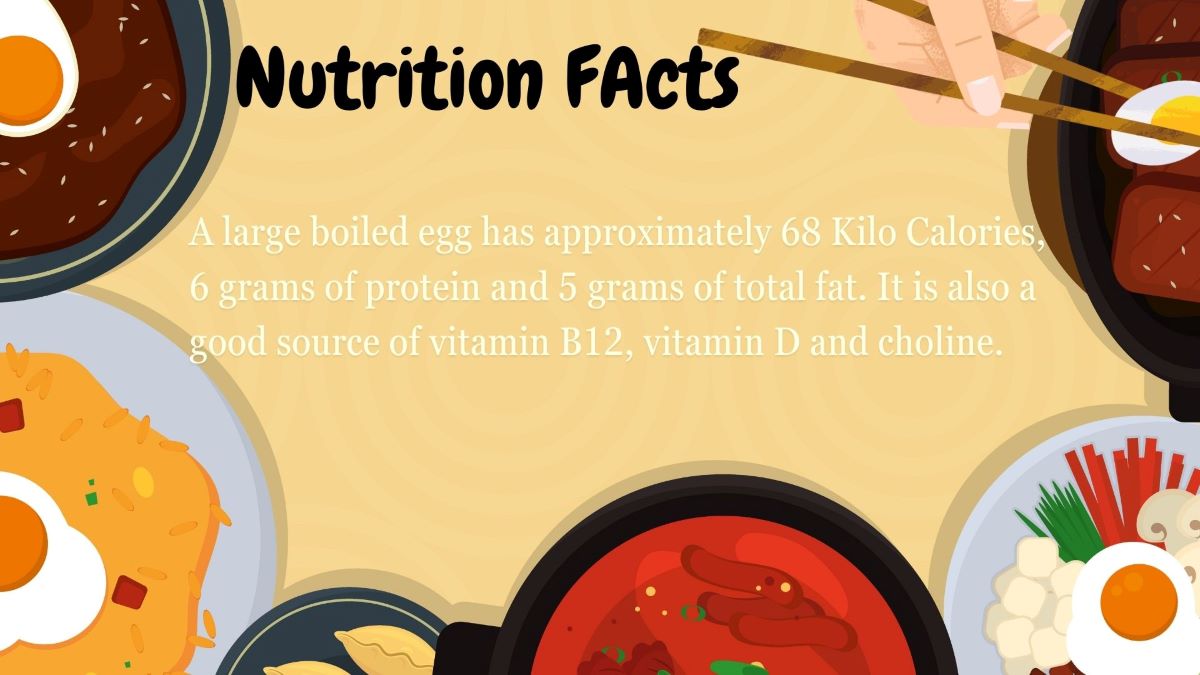 Nutrition FActs
A large boiled egg has approximately 68 Kilo Calories,
6 grams of protein and 5 grams of total fat. It is also a
good source of vitamin B12, vitamin D and choline.